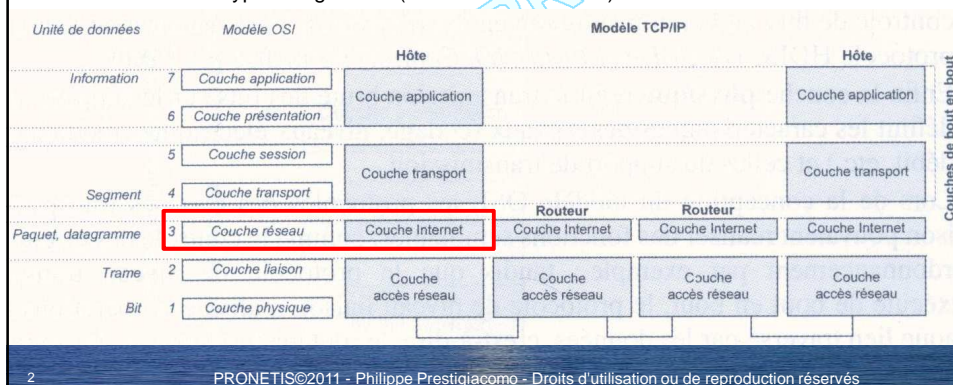 Unité de données Modèle OSI Modèle TCP/IP
Hôte Hôte
Information 7 Couche application
Couche application Couche application
6 Couche présentation
5 Couche session
Couche transport Couche transport
Segment 4 Couche transport
Routeur Routeur
Paquet, datagramme 3 Couche réseau Couche Internet Couche Internet Couche Internet Couche Internet
Trame 2 Couche liaison
Couche accès réseau Couche accès réseau Couche accès réseau Couche accès réseau
Bit 1 Couche physique
Couches de bout en bout
2 PRONETIS©2011 - Philippe Prestigiacomo - Droits d'utilisation ou de reproduction réservés